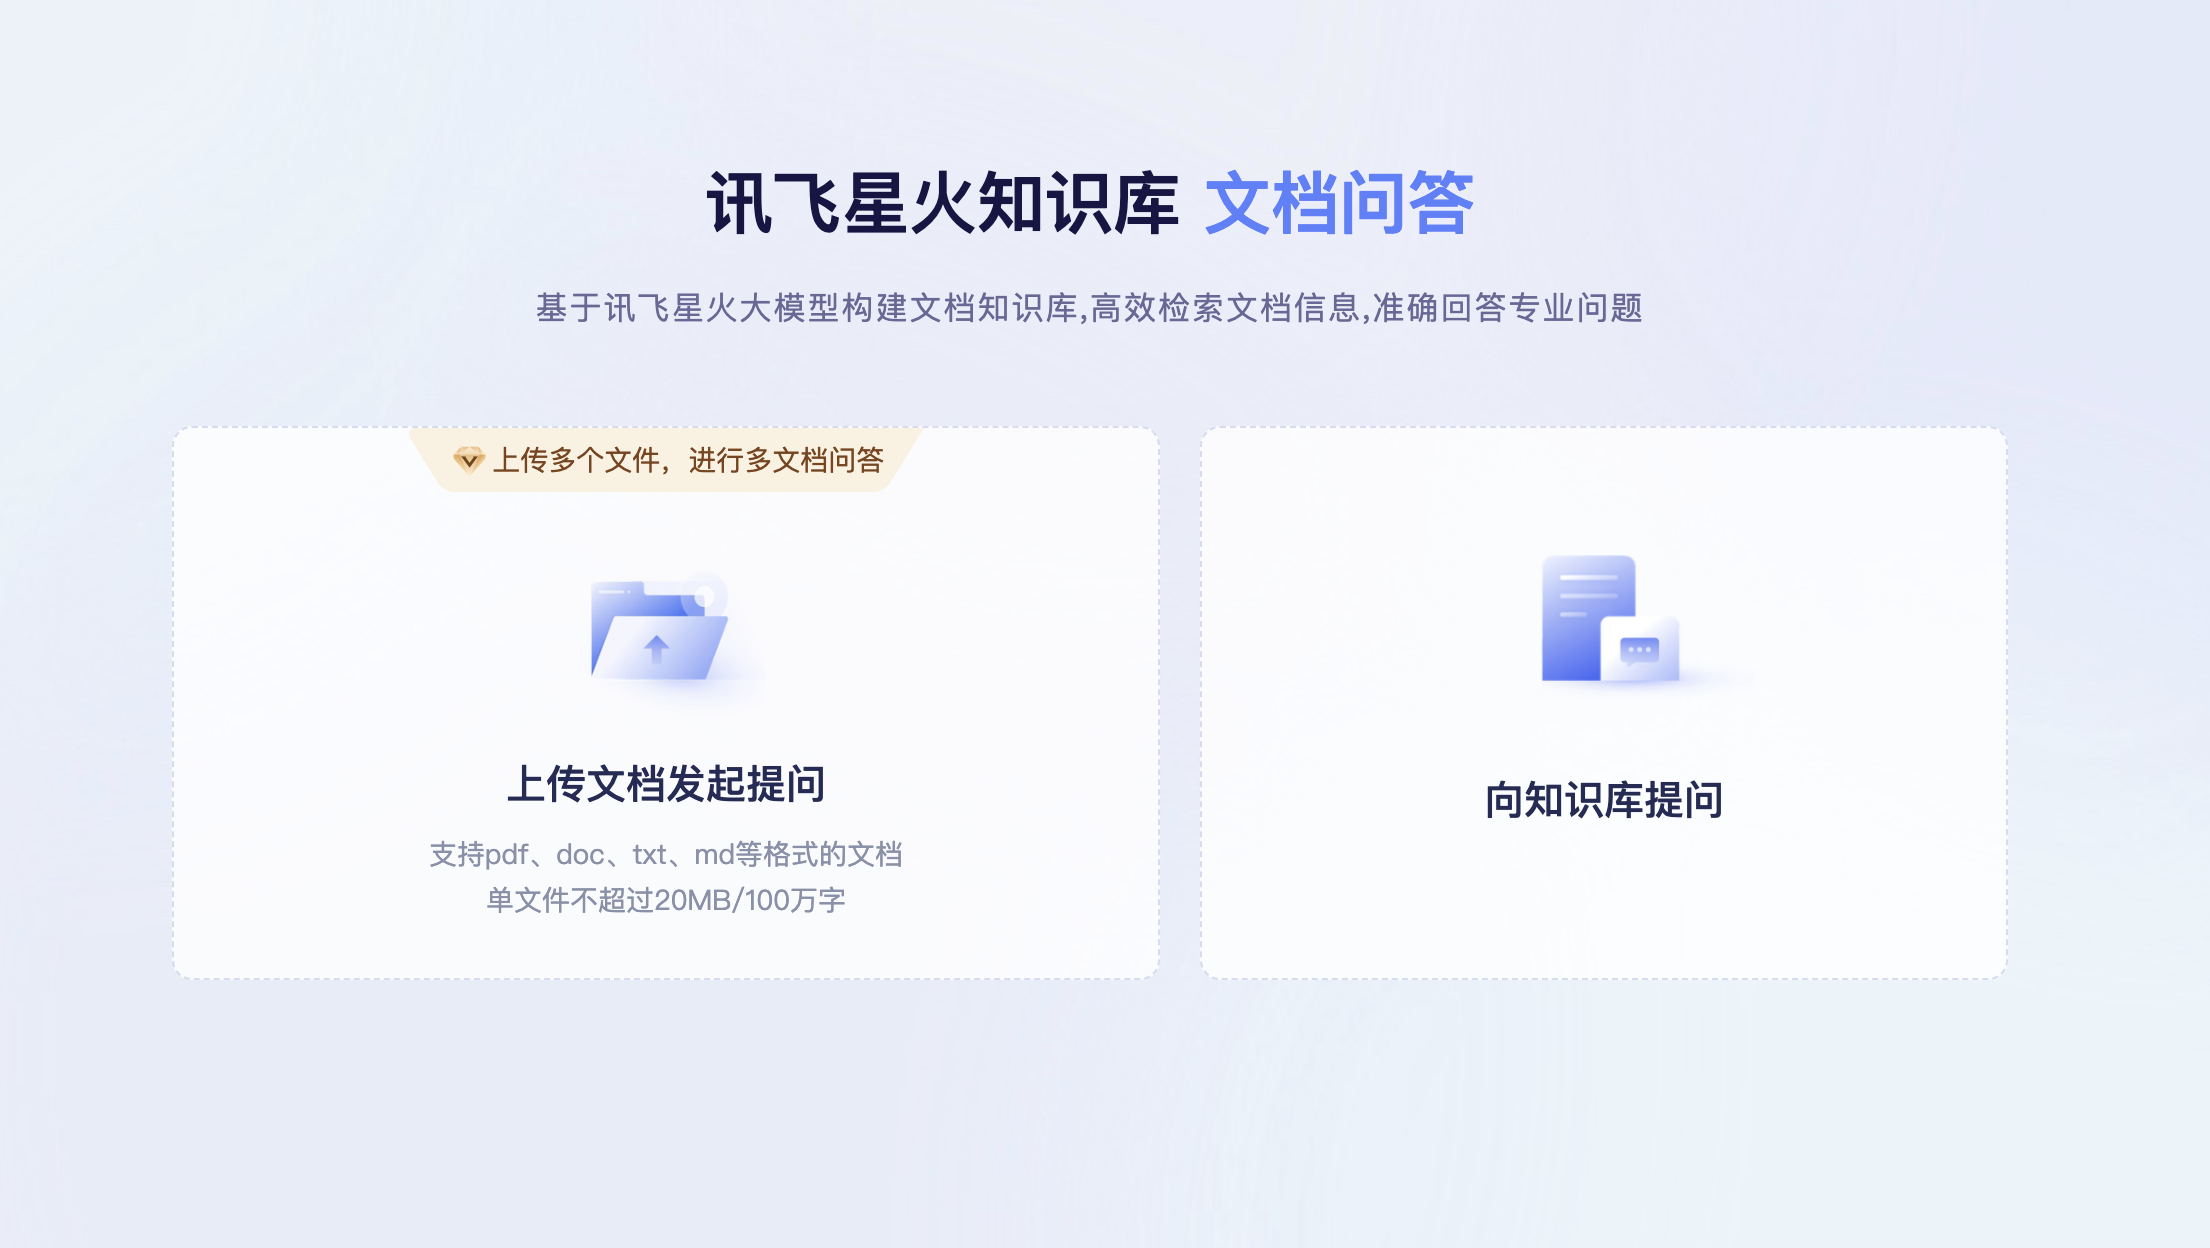 讯飞星火知识库 文档问答
基于讯飞星火大模型构建文档知识库,高效检索文档信息,准确回答专业问题
上传多个文件，进行多文档问答
上传文档发起提问
支持pdf、doc、txt、md等格式的文档
单文件不超过20MB/100万字
向知识库提问